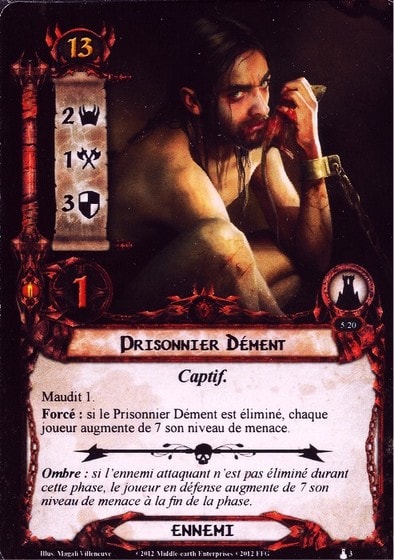 13
2
1
3
1
5/20
Prisonnier Dément
Captif.
Maudit 1.
Forcé : si le Prisonnier Dément est éliminé, chaque
joueur augmente de 7 son niveau de menace.
Ombre : si l'ennemi attaquant n'est pas éliminé durant
cette phase, le joueur en défense augmente de 7 son
niveau de menace à la fin de la phase.
ENNEMI
Illus. Magali Villeneuve ©2012 Middle-earth Enterprises ©2012 FFG 3